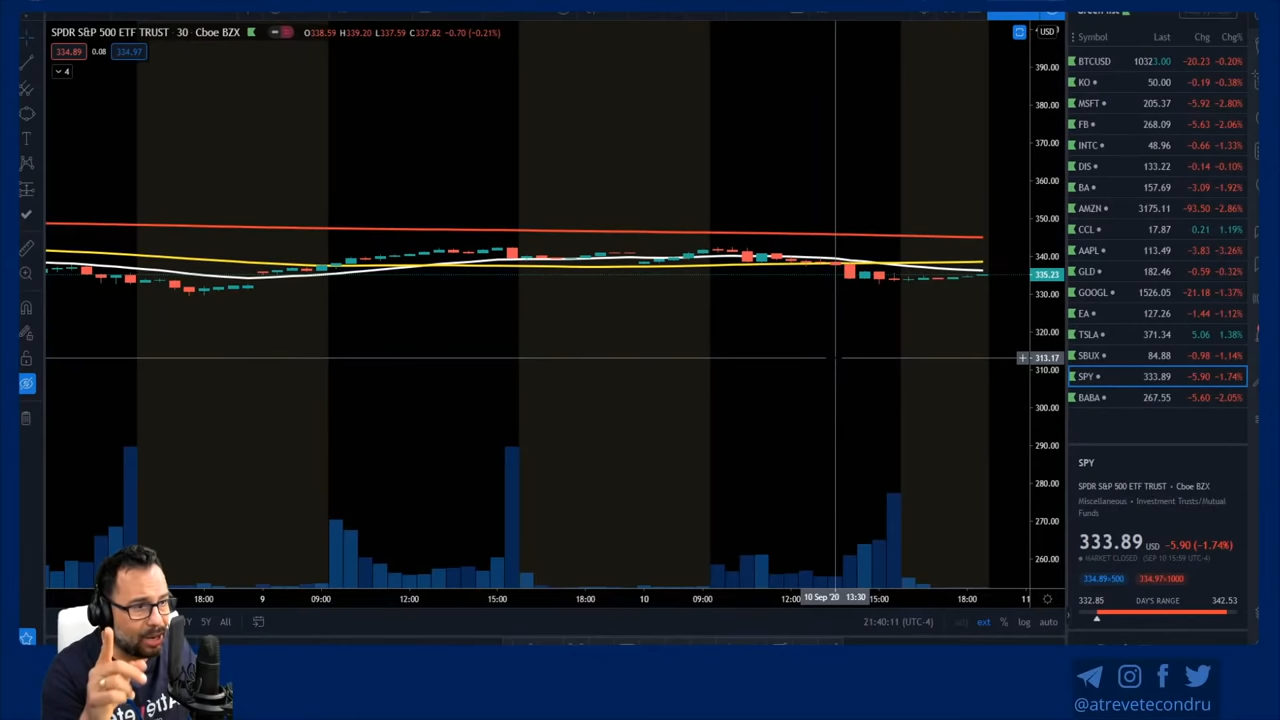 SPDR S&P 500 ETF TRUST · 30 · Cboe BZX O338.59 H339.20 L337.59 C337.82 -0.70 (-0.21%)
334.89 0.08 334.97
4
USD
390.00
380.00
370.00
360.00
350.00
340.00
335.23
330.00
320.00
313.17
310.00
300.00
290.00
280.00
270.00
260.00
18:00 9 09:00 12:00 15:00 18:00 10 09:00 12:00 10 Sep '20 13:30 15:00 18:00 11
5Y All
21:40:11 (UTC-4) ext % log auto
Symbol Last Chg Chg%
BTCUSD 10323.00 -20.23 -0.20%
KO 50.00 -0.19 -0.38%
MSFT 205.37 -5.92 -2.80%
FB 268.09 -5.63 -2.06%
INTC 48.96 -0.66 -1.33%
DIS 133.22 -0.14 -0.10%
BA 157.69 -3.09 -1.92%
AMZN 3175.11 -93.50 -2.86%
CCL 17.87 0.21 1.19%
AAPL 113.49 -3.83 -3.26%
GLD 182.46 -0.59 -0.32%
GOOGL 1526.05 -21.18 -1.37%
EA 127.26 -1.44 -1.12%
TSLA 371.34 5.06 1.38%
SBUX 84.88 -0.98 -1.14%
SPY 333.89 -5.90 -1.74%
BABA 267.55 -5.60 -2.05%
SPY
SPDR S&P 500 ETF TRUST • Cboe BZX
Miscellaneous • Investment Trusts/Mutual
Funds
333.89 USD -5.90 (-1.74%)
MARKET CLOSED (SEP 10 15:59 UTC-4)
334.89×500 334.97×1000
332.85 DAY'S RANGE 342.53
@atrevetecondru